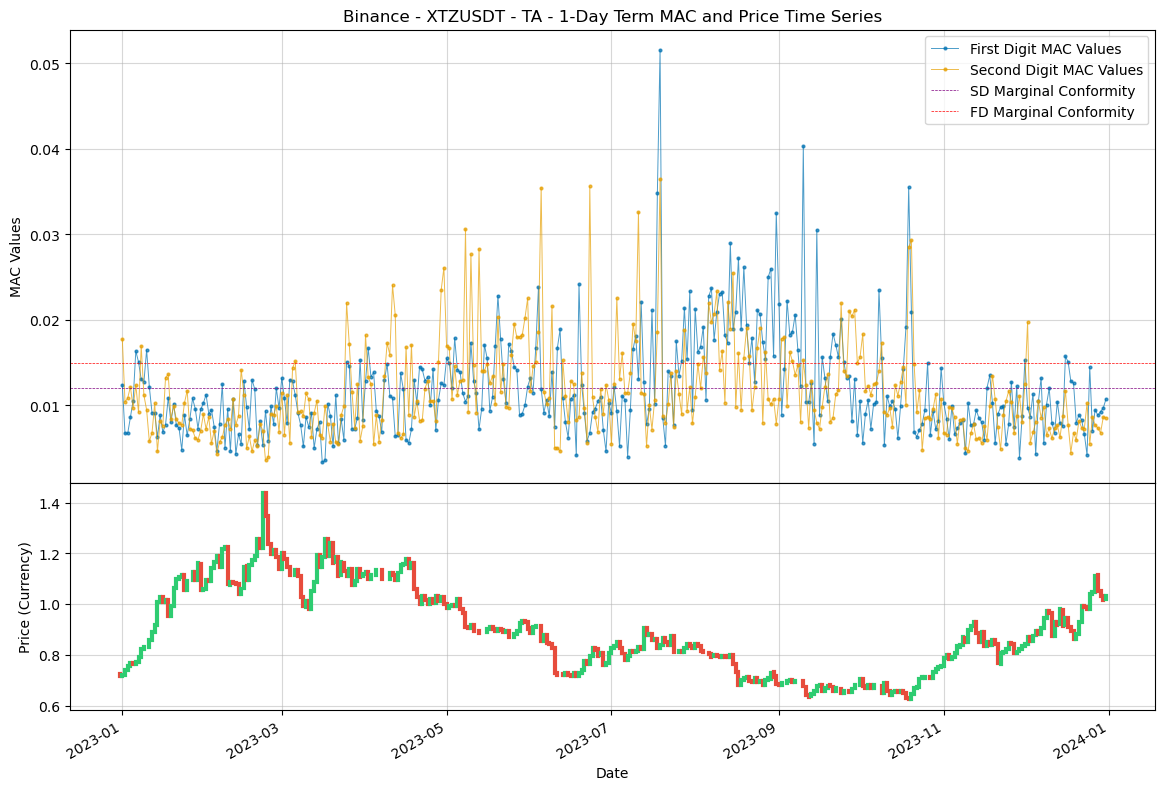 Binance - XTZUSDT - TA - 1-Day Term MAC and Price Time Series
First Digit MAC Values
Second Digit MAC Values
SD Marginal Conformity
FD Marginal Conformity
MAC Values
0.05
0.04
0.03
0.02
0.01
Price (Currency)
1.4
1.2
1.0
0.8
0.6
2023-01
2023-03
2023-05
2023-07
2023-09
2023-11
2024-01
Date